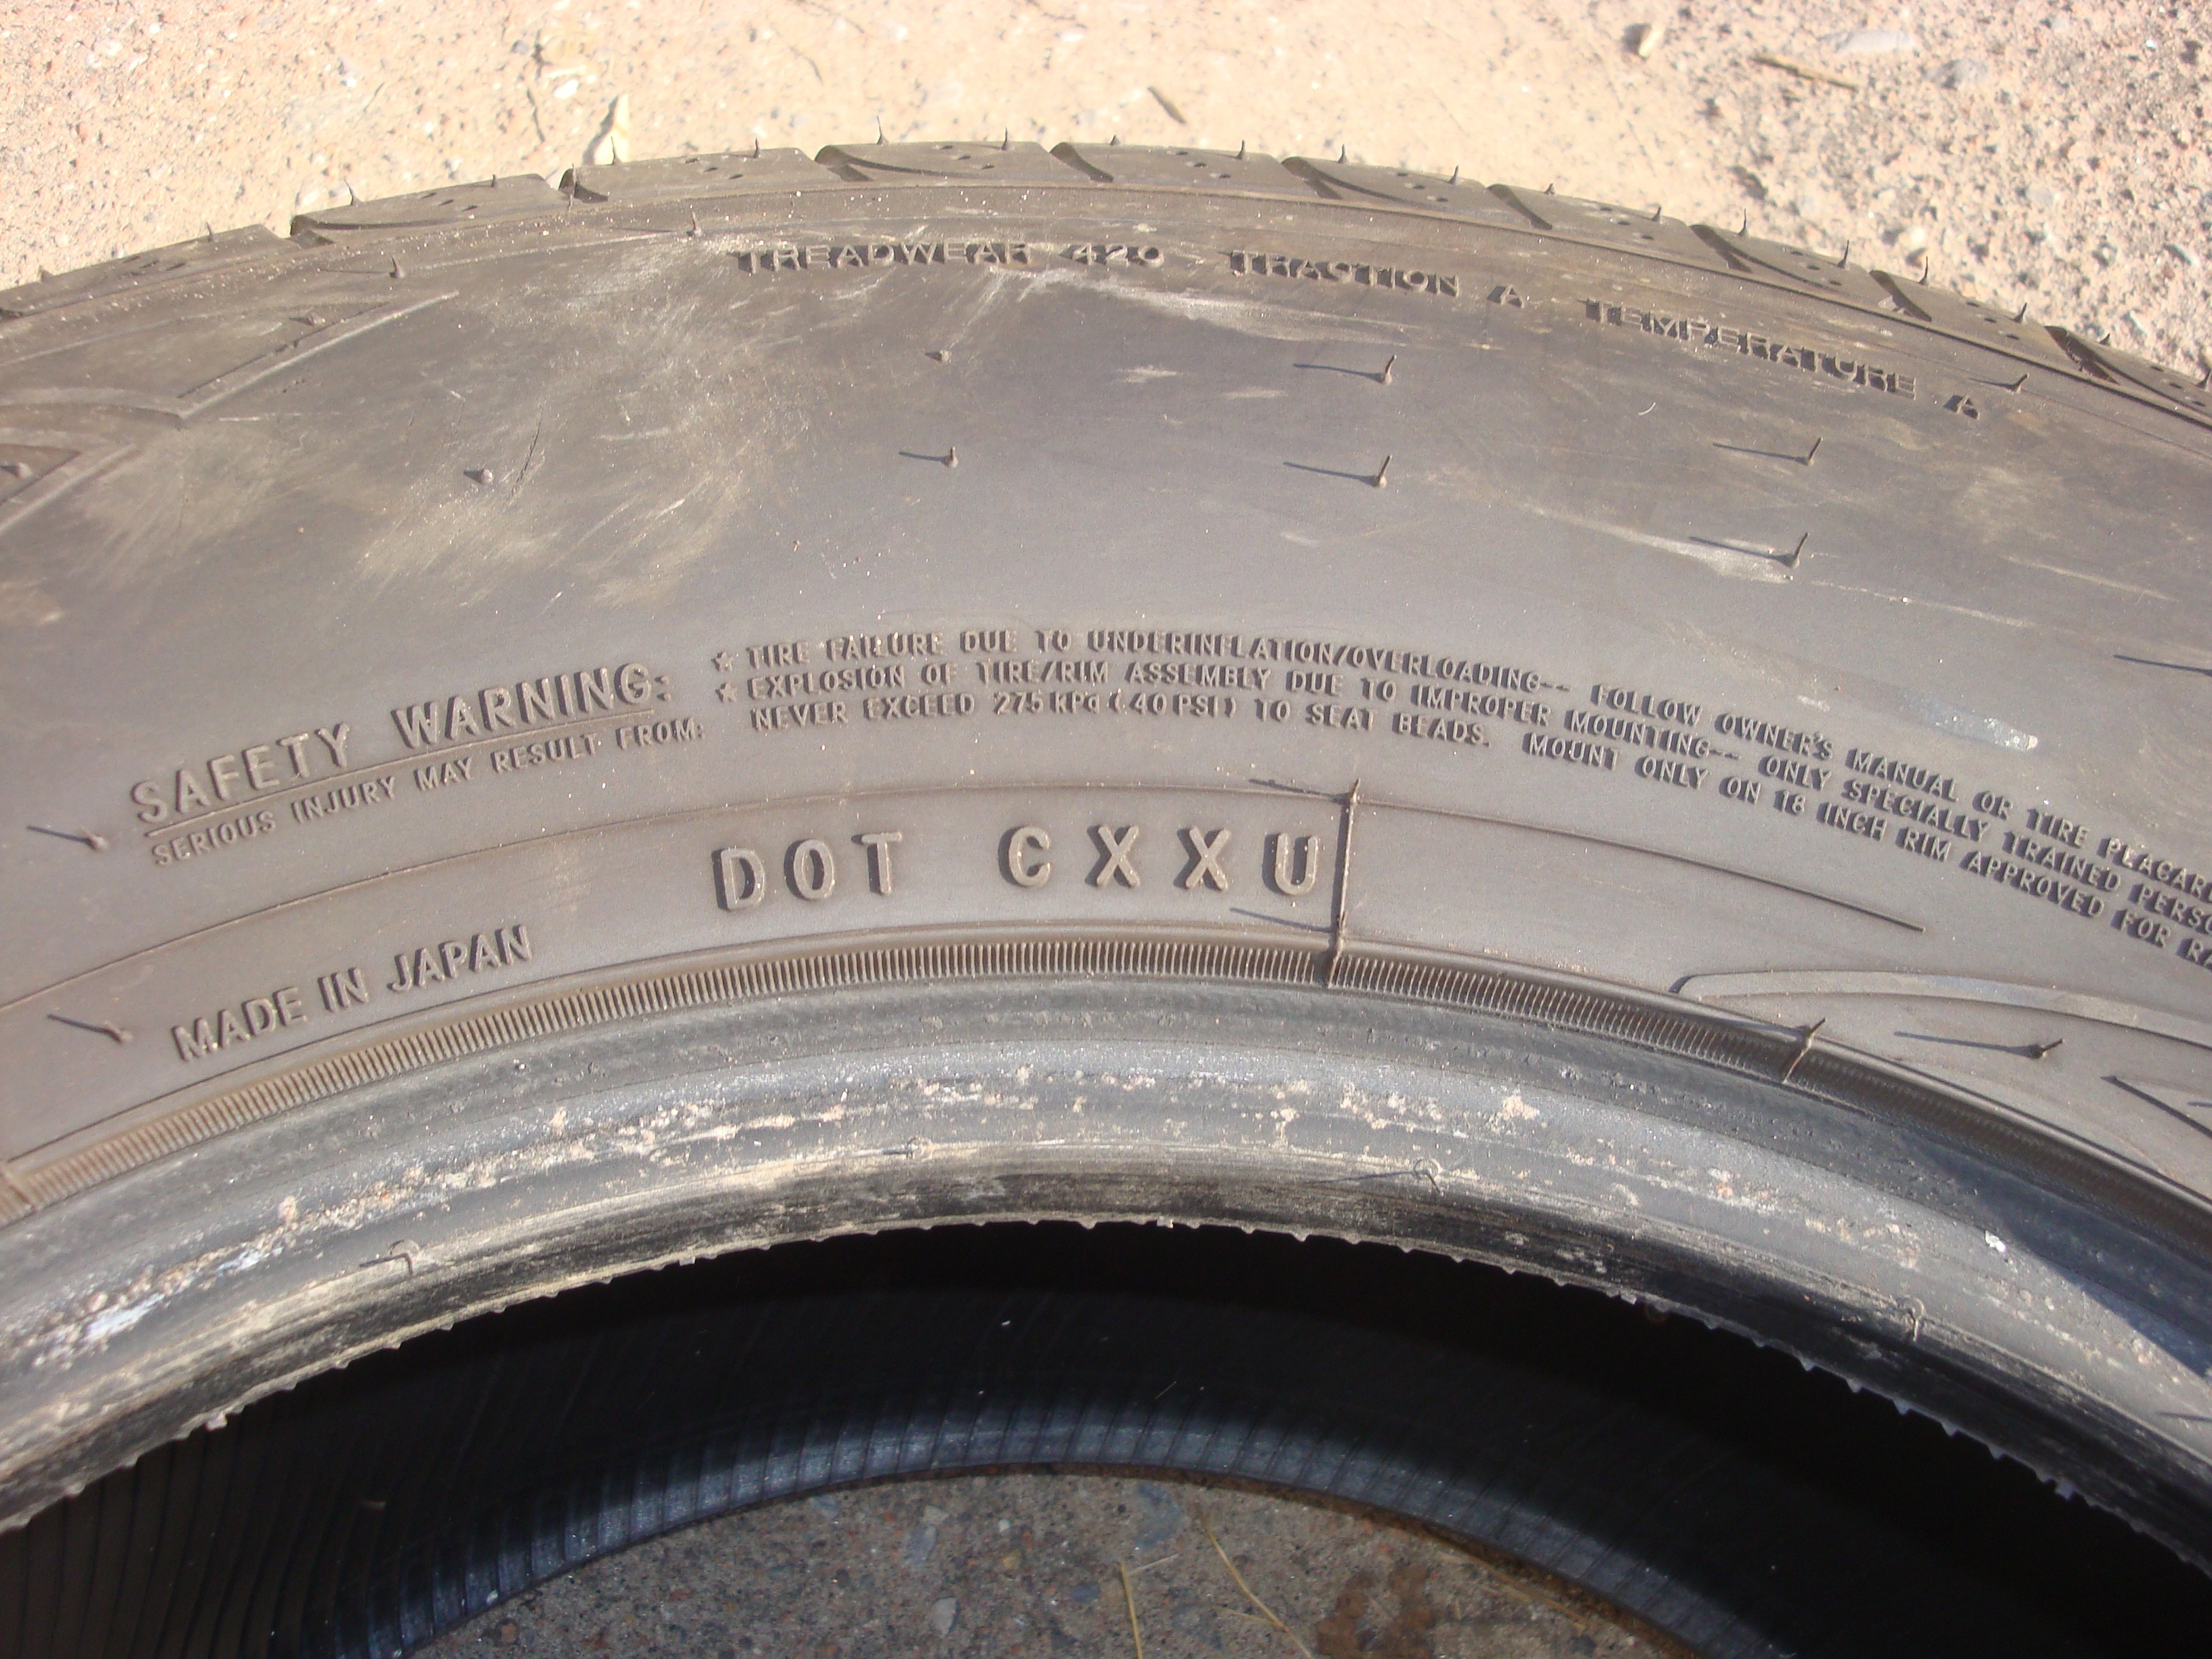 TREADWEAR 420 TRACTION A TEMPERATURE A
SAFETY WARNING:
SERIOUS INJURY MAY RESULT FROM:
★ TIRE FAILURE DUE TO UNDERINFLATION/OVERLOADING-- FOLLOW OWNER'S MANUAL OR TIRE PLACAR
★ EXPLOSION OF TIRE/RIM ASSEMBLY DUE TO IMPROPER MOUNTING-- ONLY SPECIALLY TRAINED PERSO
NEVER EXCEED 275 KPa (40 PSI) TO SEAT BEADS. MOUNT ONLY ON 18 INCH RIM APPROVED FOR
DOT CXXU
MADE IN JAPAN